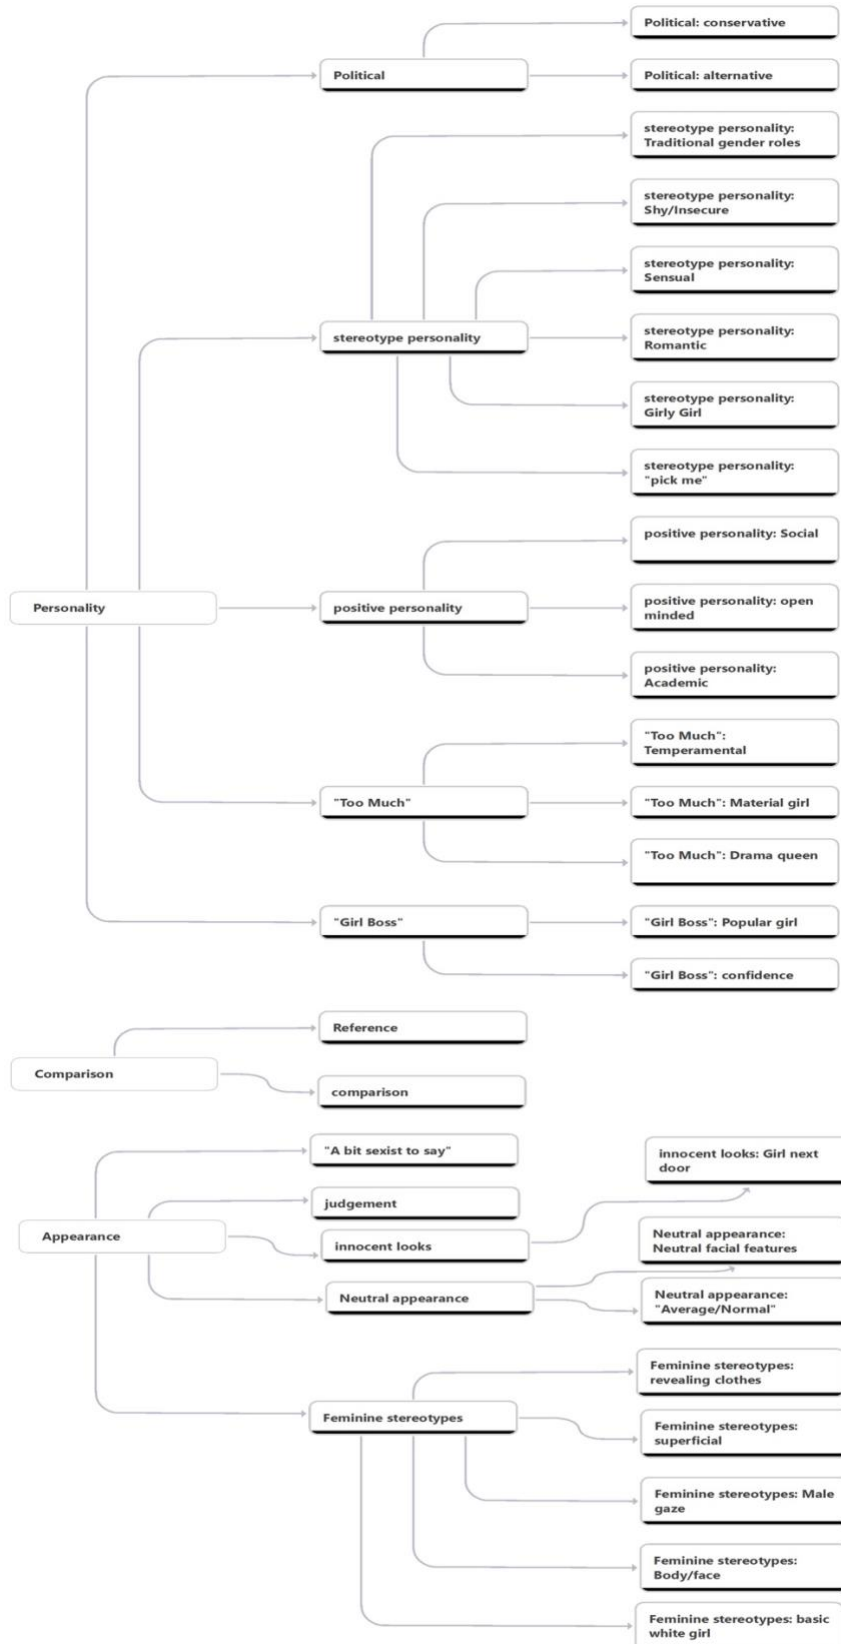 Political: conservative
Political
Political: alternative
stereotype personality:
Traditional gender roles
stereotype personality:
Shy/Insecure
stereotype personality:
Sensual
stereotype personality
stereotype personality:
Romantic
stereotype personality:
Girly Girl
stereotype personality:
"pick me"
positive personality: Social
Personality
positive personality
positive personality: open
minded
positive personality:
Academic
"Too Much":
Temperamental
"Too Much"
"Too Much": Material girl
"Too Much": Drama queen
"Girl Boss"
"Girl Boss": Popular girl
"Girl Boss": confidence
Reference
Comparison
comparison
"A bit sexist to say"
innocent looks: Girl next
door
judgement
Appearance
innocent looks
Neutral appearance:
Neutral facial features
Neutral appearance
Neutral appearance:
"Average/Normal"
Feminine stereotypes:
revealing clothes
Feminine stereotypes
Feminine stereotypes:
superficial
Feminine stereotypes: Male
gaze
Feminine stereotypes:
Body/face
Feminine stereotypes: basic
white girl